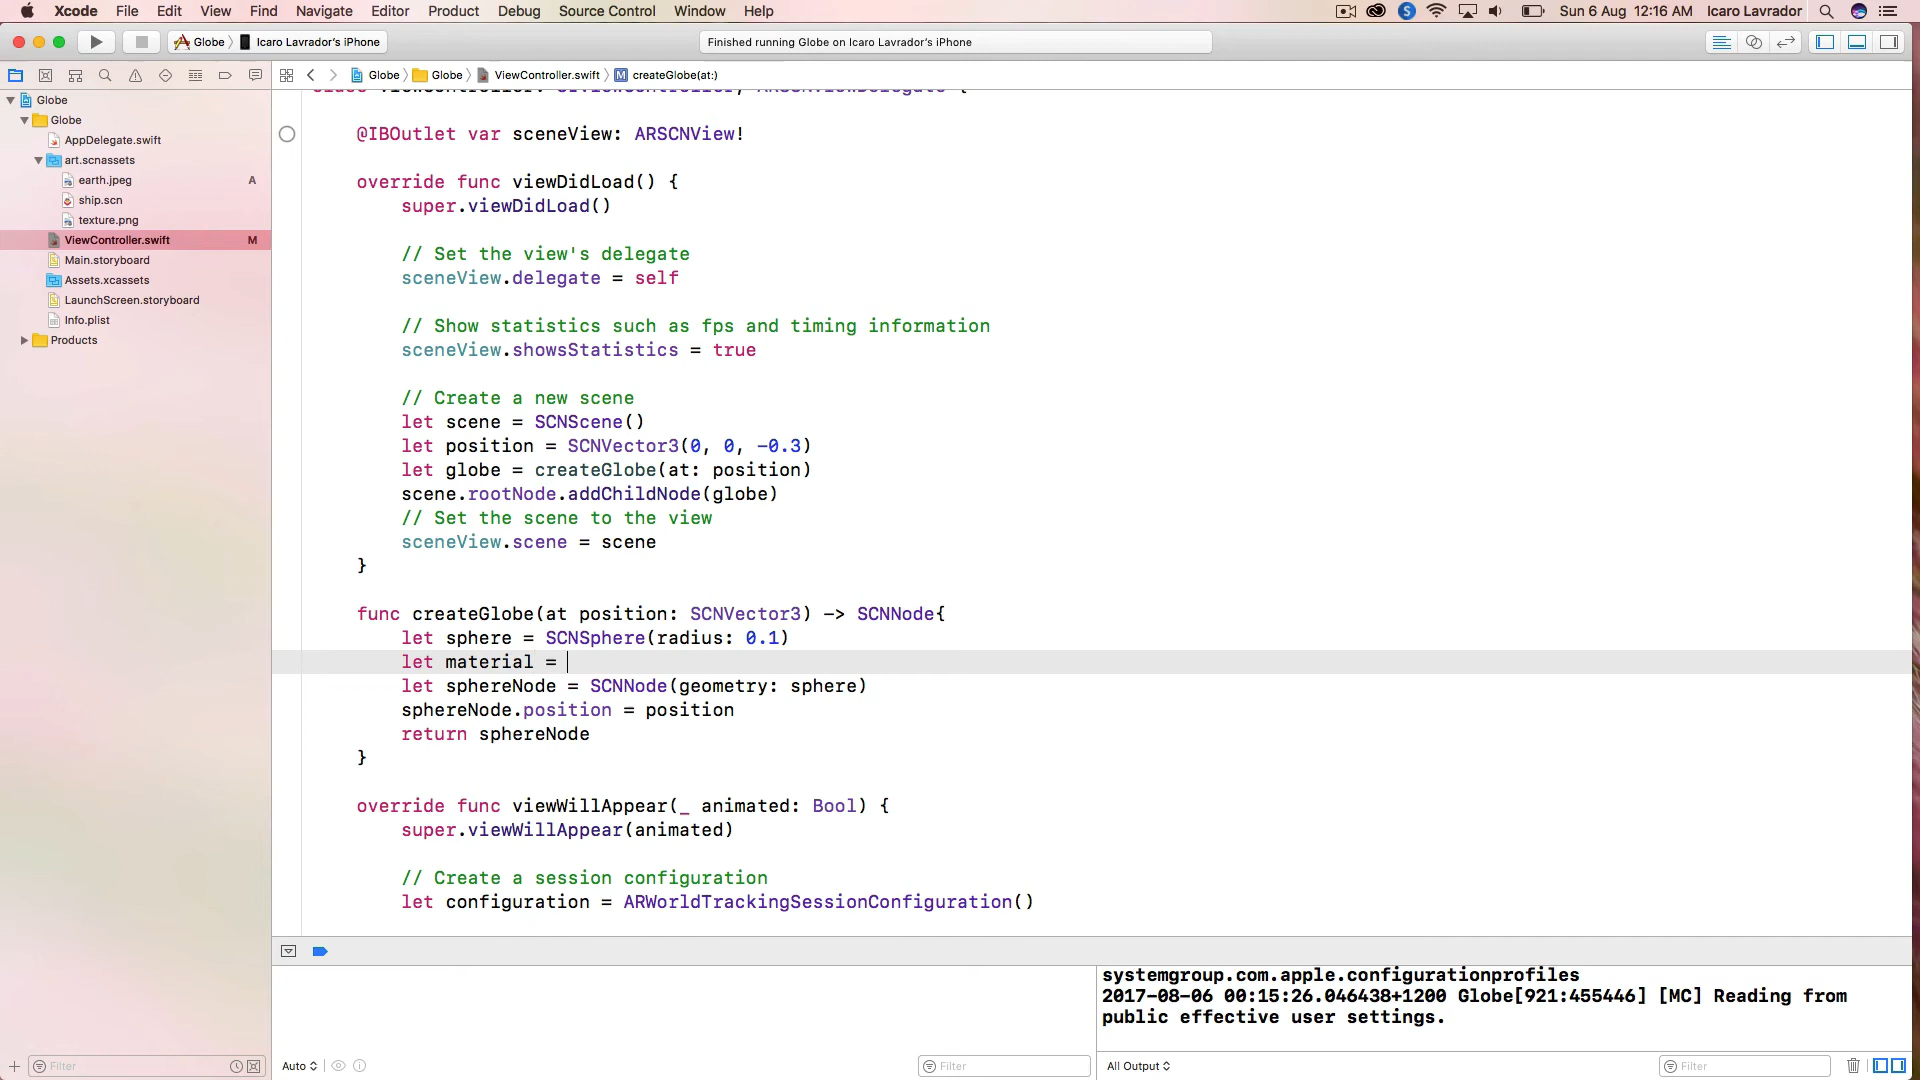 Xcode File Edit View Find Navigate Editor Product Debug Source Control Window Help Sun 6 Aug 12:16 AM Icaro Lavrador
Globe Icaro Lavrador's iPhone Finished running Globe on Icaro Lavrador's iPhone
Globe Globe ViewController.swift M createGlobe(at:)
Globe
Globe
AppDelegate.swift
art.scnassets
earth.jpeg A
ship.scn
texture.png
ViewController.swift M
Main.storyboard
Assets.xcassets
LaunchScreen.storyboard
Info.plist
Products
@IBOutlet var sceneView: ARSCNView!
override func viewDidLoad() {
super.viewDidLoad()
// Set the view's delegate
sceneView.delegate = self
// Show statistics such as fps and timing information
sceneView.showsStatistics = true
// Create a new scene
let scene = SCNScene()
let position = SCNVector3(0, 0, -0.3)
let globe = createGlobe(at: position)
scene.rootNode.addChildNode(globe)
// Set the scene to the view
sceneView.scene = scene
}
func createGlobe(at position: SCNVector3) -> SCNNode{
let sphere = SCNSphere(radius: 0.1)
let material =
let sphereNode = SCNNode(geometry: sphere)
sphereNode.position = position
return sphereNode
}
override func viewWillAppear(_ animated: Bool) {
super.viewWillAppear(animated)
// Create a session configuration
let configuration = ARWorldTrackingSessionConfiguration()
systemgroup.com.apple.configurationprofiles
2017-08-06 00:15:26.046438+1200 Globe[921:455446] [MC] Reading from
public effective user settings.
Filter Auto Filter All Output Filter